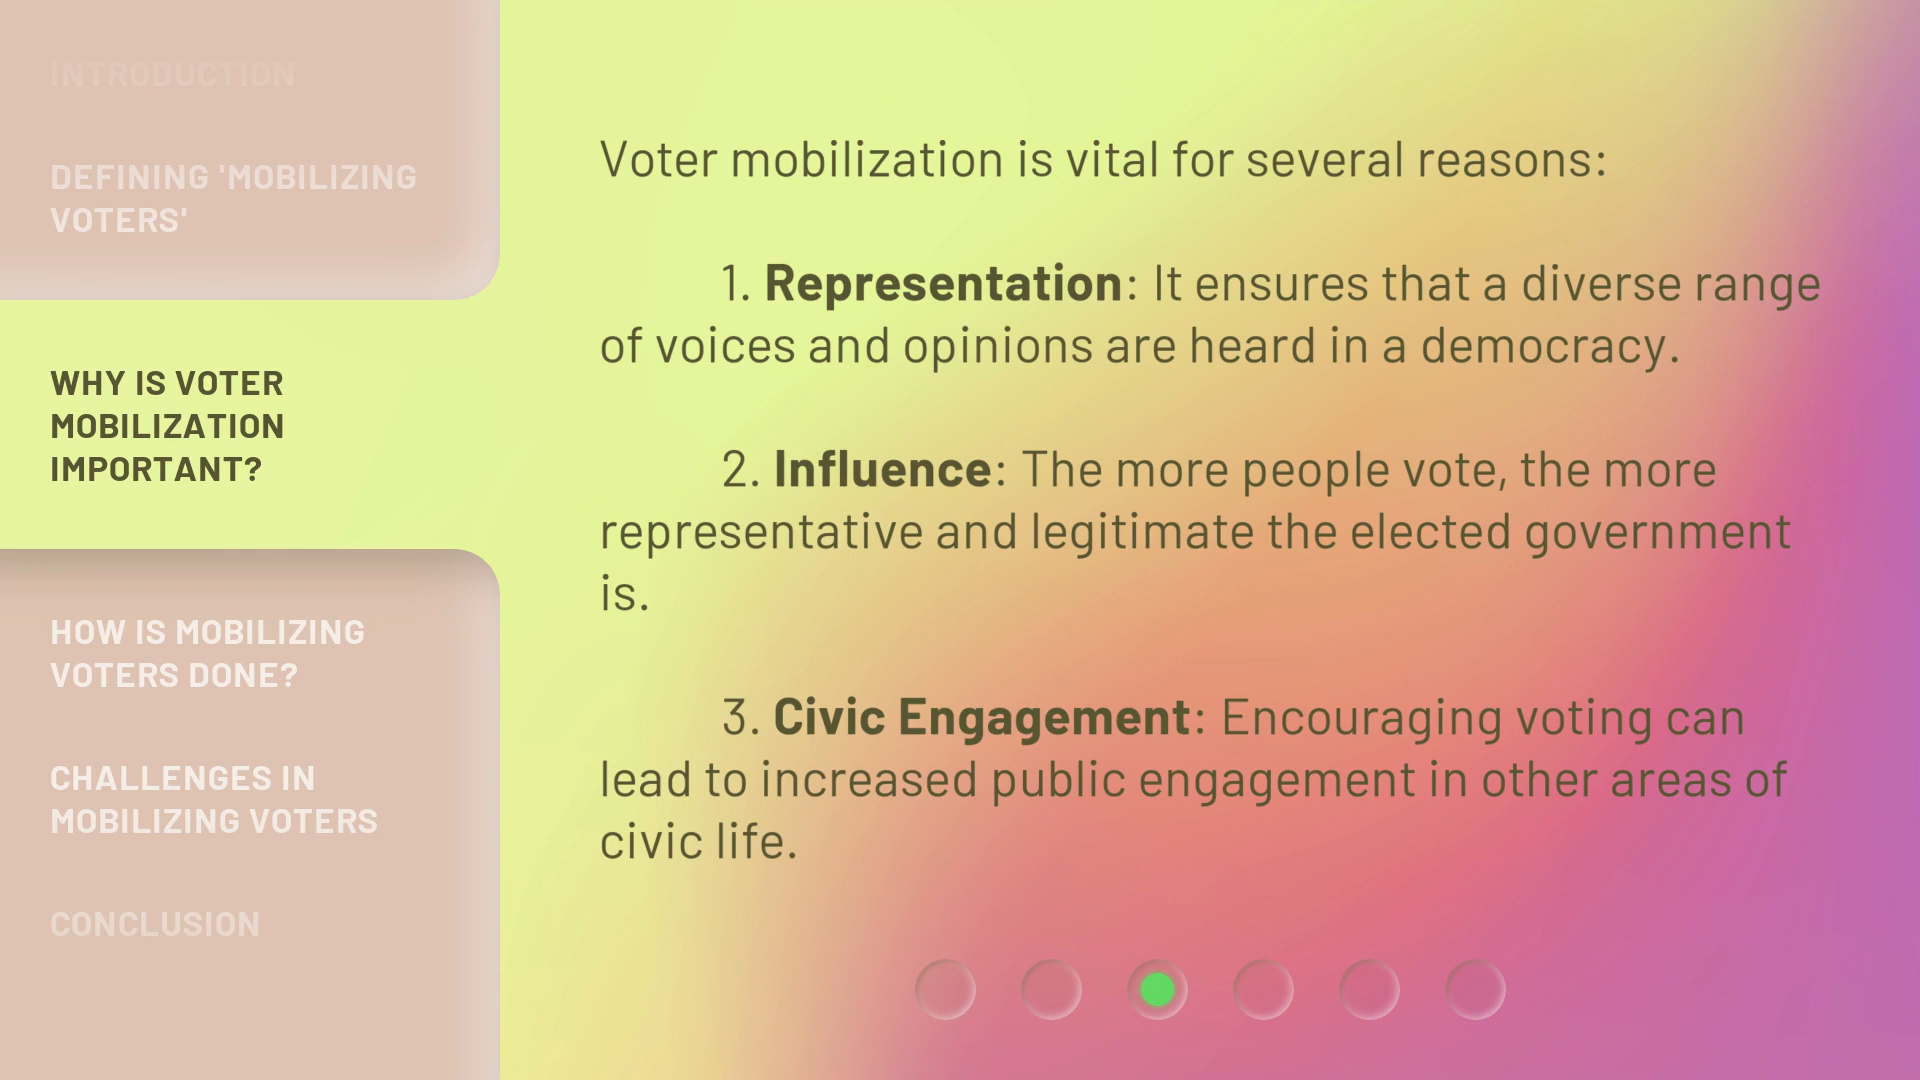 INTRODUCTION
DEFINING 'MOBILIZING
VOTERS'
WHY IS VOTER
MOBILIZATION
IMPORTANT?
HOW IS MOBILIZING
VOTERS DONE?
CHALLENGES IN
MOBILIZING VOTERS
CONCLUSION
Voter mobilization is vital for several reasons:
1. Representation: It ensures that a diverse range
of voices and opinions are heard in a democracy.
2. Influence: The more people vote, the more
representative and legitimate the elected government
is.
3. Civic Engagement: Encouraging voting can
lead to increased public engagement in other areas of
civic life.